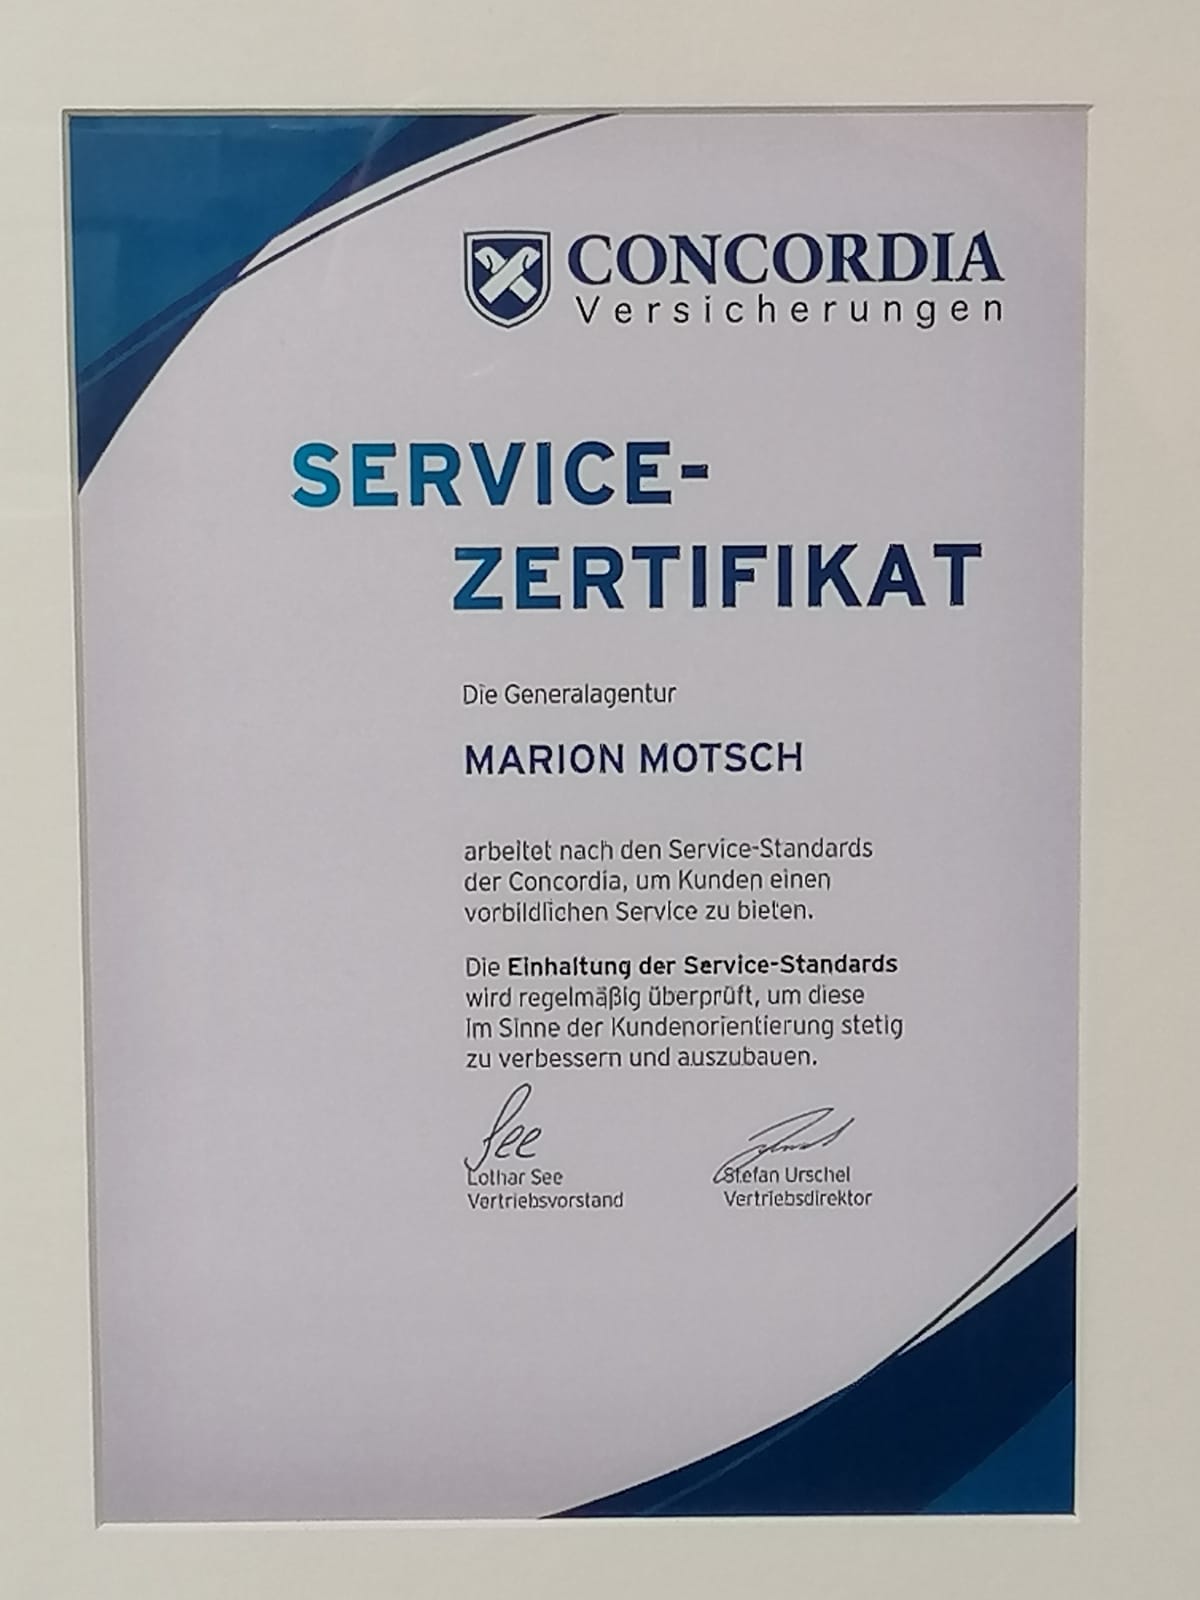 CONCORDIA
Versicherungen
SERVICE-
ZERTIFIKAT
Die Generalagentur
MARION MOTSCH
arbeitet nach den Service-Standards
der Concordia, um Kunden einen
vorbildlichen Service zu bieten.
Die Einhaltung der Service-Standards
wird regelmäßig überprüft, um diese
im Sinne der Kundenorientierung stetig
zu verbessern und auszubauen.
See
Lothar See
Vertriebsvorstand
Stefan Urschel
Vertriebsdirektor